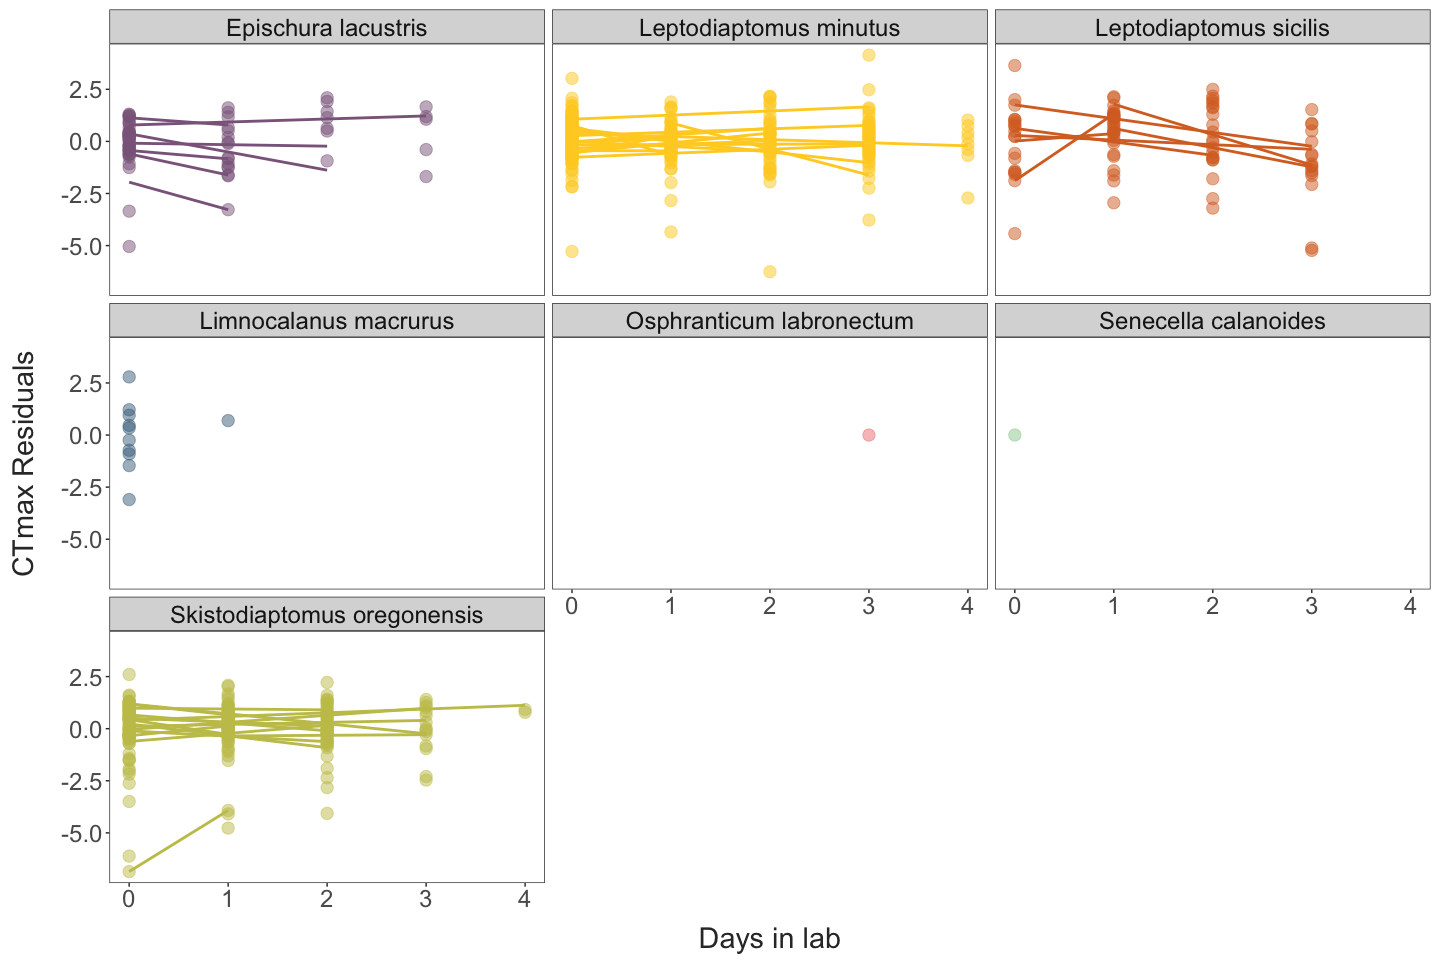 Epischura lacustris
Leptodiaptomus minutus
Leptodiaptomus sicilis
2.5
0.0
-2.5
-5.0
Limnocalanus macrurus
Osphranticum labronectum
Senecella calanoides
2.5
0.0
-2.5
-5.0
0 1 2 3 4
0 1 2 3 4
Skistodiaptomus oregonensis
2.5
0.0
-2.5
-5.0
0 1 2 3 4
CTmax Residuals
Days in lab